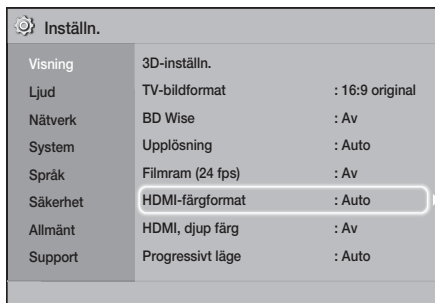 Inställn.
Visning
Ljud
Nätverk
System
Språk
Säkerhet
Allmänt
Support
3D-inställn.
TV-bildformat : 16:9 original
BD Wise : Av
Upplösning : Auto
Filmram (24 fps) : Av
HDMI-färgformat : Auto
HDMI, djup färg : Av
Progressivt läge : Auto